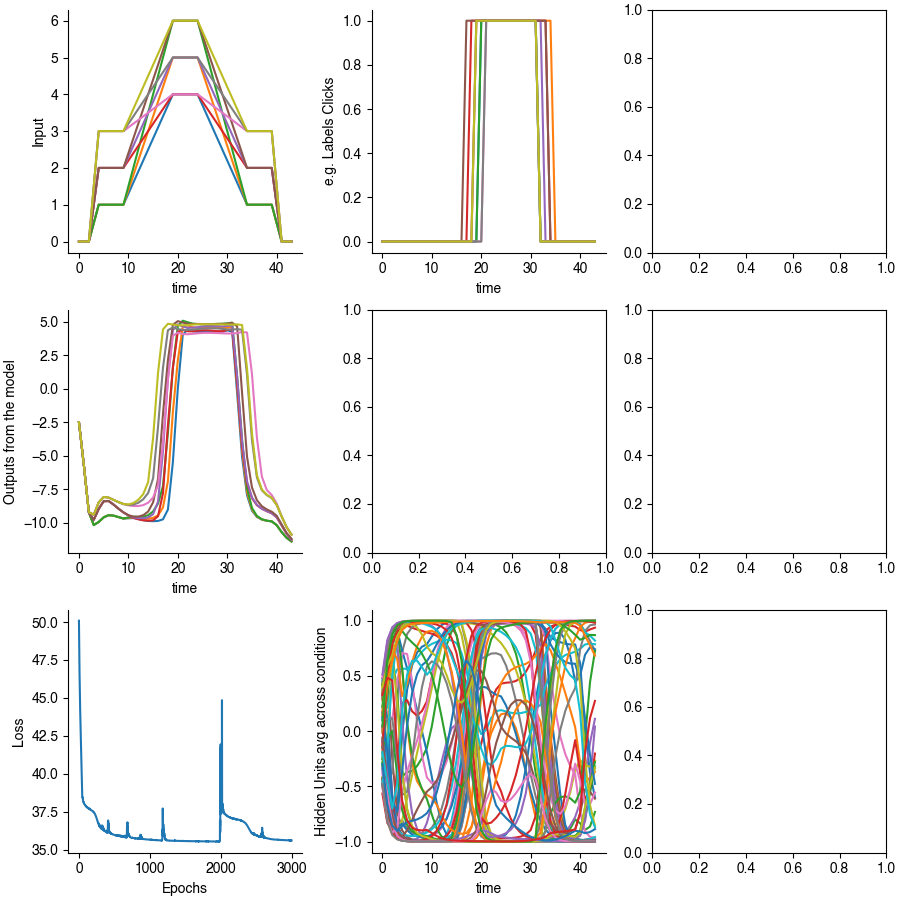 6
5
4
3
2
1
0
Input
0 10 20 30 40
time
1.0
0.8
0.6
0.4
0.2
0.0
e.g. Labels Clicks
0 10 20 30 40
time
1.0
0.8
0.6
0.4
0.2
0.0
0.0 0.2 0.4 0.6 0.8 1.0
5.0
2.5
0.0
−2.5
−5.0
−7.5
−10.0
Outputs from the model
0 10 20 30 40
time
1.0
0.8
0.6
0.4
0.2
0.0
0.0 0.2 0.4 0.6 0.8 1.0
1.0
0.8
0.6
0.4
0.2
0.0
0.0 0.2 0.4 0.6 0.8 1.0
50.0
47.5
45.0
42.5
40.0
37.5
35.0
Loss
0 1000 2000 3000
Epochs
1.0
0.5
0.0
−0.5
−1.0
Hidden Units avg across condition
0 10 20 30 40
time
1.0
0.8
0.6
0.4
0.2
0.0
0.0 0.2 0.4 0.6 0.8 1.0